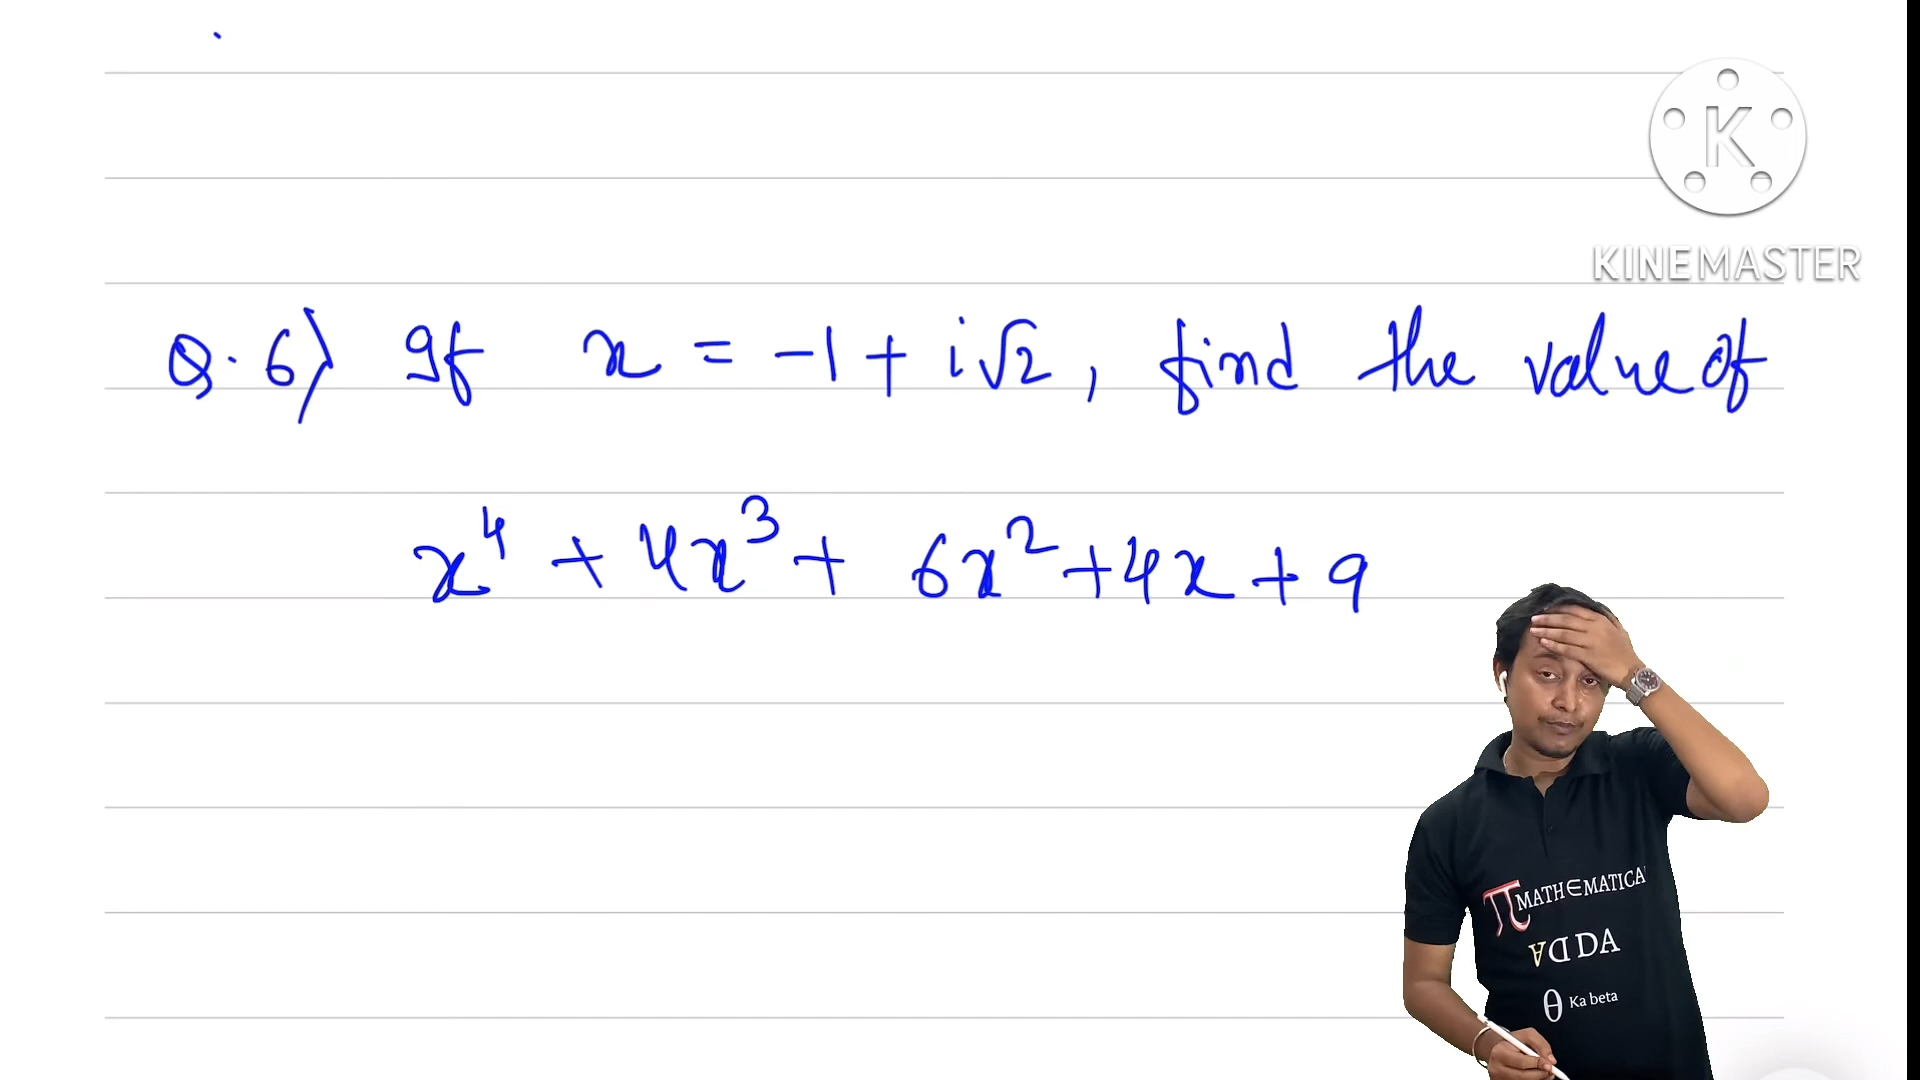 K
KINEMASTER
Q.6) If x = -1 + i√2, find the value of
x⁴ + 4x³ + 6x² + 4x + 9
π MATHEMATICA
ADDA
θ Ka beta